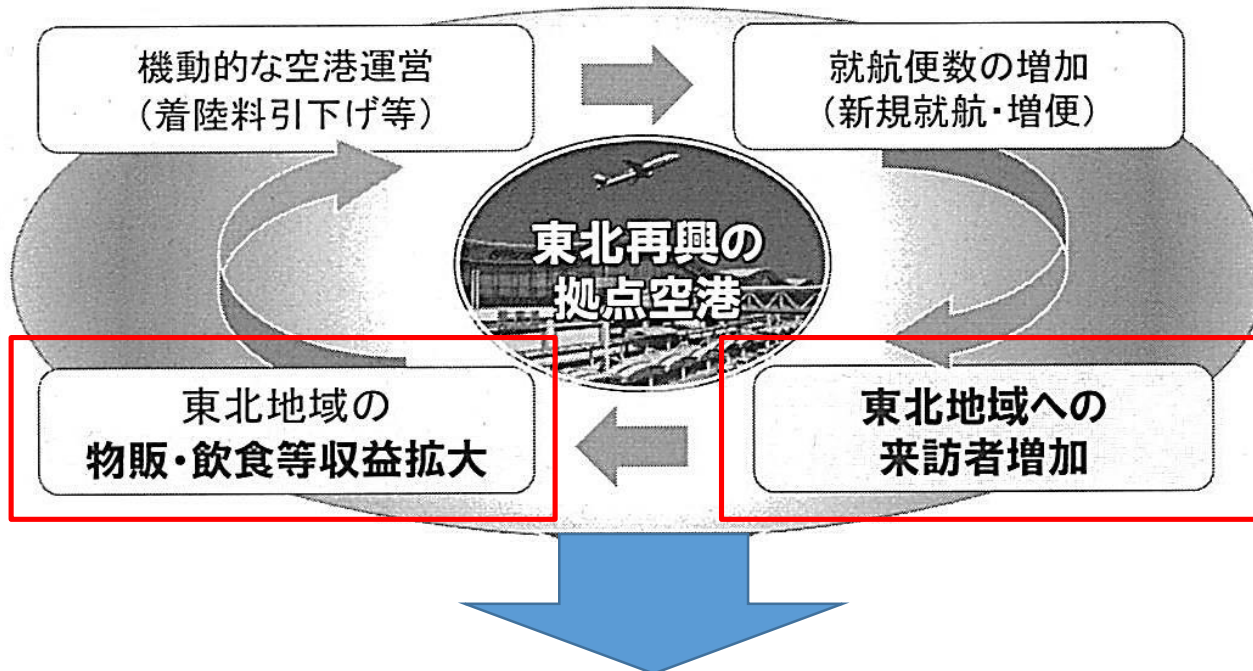 機動的な空港運営
(着陸料引下げ等)
就航便数の増加
(新規就航・増便)
東北再興の
拠点空港
東北地域の
物販・飲食等収益拡大
東北地域への
来訪者増加